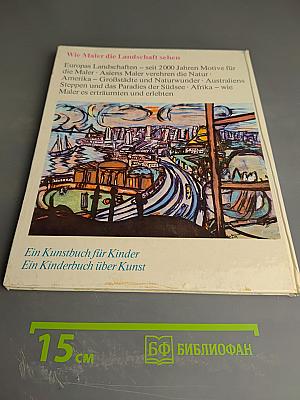 Wie Maler die Landschaft sehen
Europas Landschaften – seit 2000 Jahren Motive für
die Maler · Asiens Maler verehren die Natur ·
Amerika – Großstädte und Naturwunder · Australiens
Steppen und das Paradies der Südsee · Afrika – wie
Maler es erträumten und erlebten
Ein Kunstbuch für Kinder
Ein Kinderbuch über Kunst
15 см
БФ БИБЛИОФАН